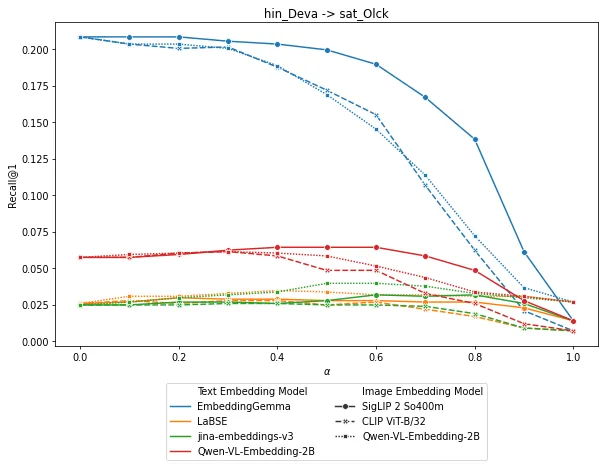 hin_Deva -> sat_Olck
Recall@1
0.200
0.175
0.150
0.125
0.100
0.075
0.050
0.025
0.000
0.0 0.2 0.4 0.6 0.8 1.0
α
Text Embedding Model
EmbeddingGemma
LaBSE
jina-embeddings-v3
Qwen-VL-Embedding-2B
Image Embedding Model
SigLIP 2 So400m
CLIP ViT-B/32
Qwen-VL-Embedding-2B